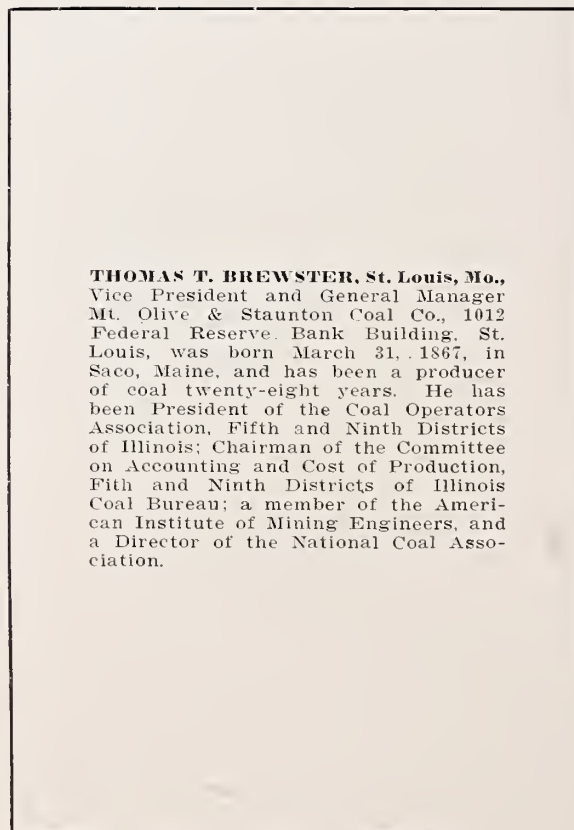 THOMAS T. BREWSTER, St. Louis, Mo.,
Vice President and General Manager
Mt. Olive & Staunton Coal Co., 1012
Federal Reserve. Bank Building, St.
Louis, was born March 31, . 1867, in
Saco, Maine, and has been a producer
of coal twenty-eight years. He has
been President of the Coal Operators
Association, Fifth and Ninth Districts
of Illinois; Chairman of the Committee
on Accounting and Cost of Production,
Fith and Ninth Districts of Illinois
Coal Bureau; a member of the Ameri-
can Institute of Mining Engineers, and
a Director of the National Coal Asso-
ciation.